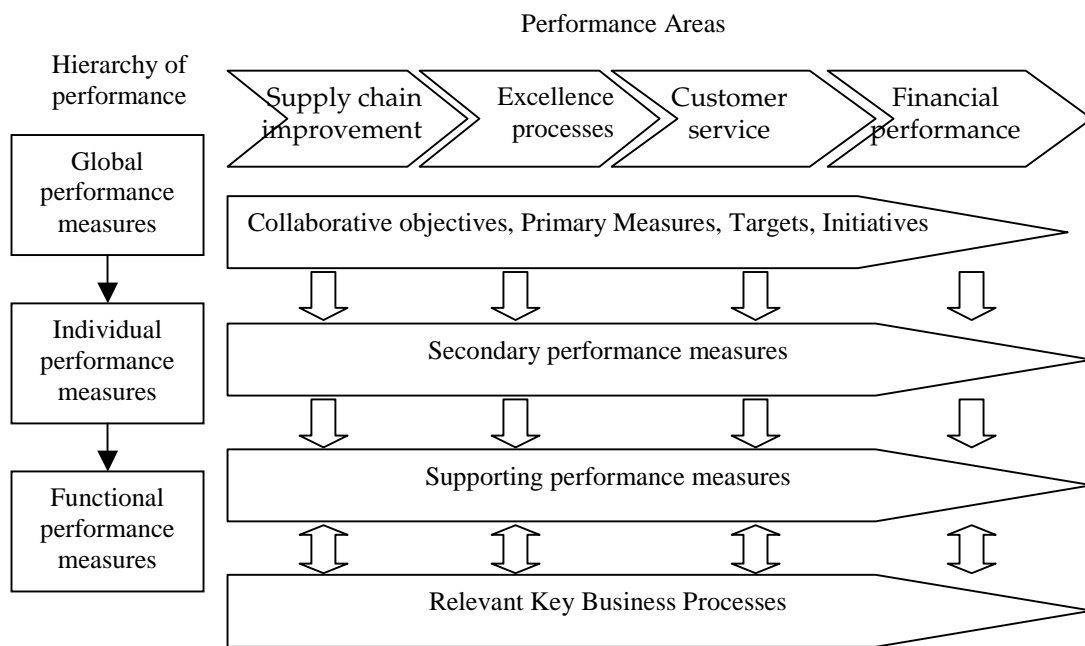 Performance Areas
Hierarchy of
performance
Supply chain
improvement
Excellence
processes
Customer
service
Financial
performance
Global
performance
measures
Collaborative objectives, Primary Measures, Targets, Initiatives
Individual
performance
measures
Secondary performance measures
Supporting performance measures
Functional
performance
measures
Relevant Key Business Processes